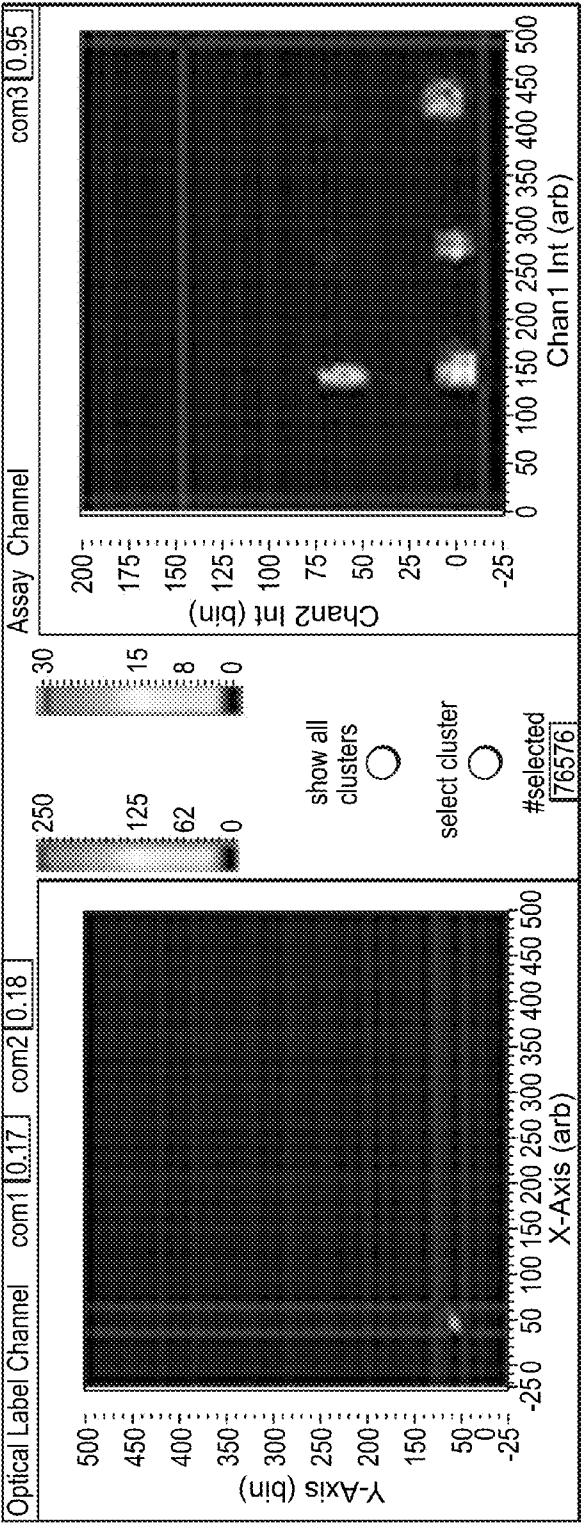 Optical Label Channel com1 0.17 com2 0.18
500
450
400
350
300
250
200
150
50
0
-25
Y-Axis (bin)
-25 0 50 100 150 200 250 300 350 400 450 500
X-Axis (arb)
250
125
62
0
30
15
8
0
show all
clusters
select cluster
#selected
76576
Assay Channel com3 0.95
200
175
150
125
100
75
50
25
0
-25
Chan2 Int (bin)
0 50 100 150 200 250 300 350 400 450 500
Chan1 Int (arb)